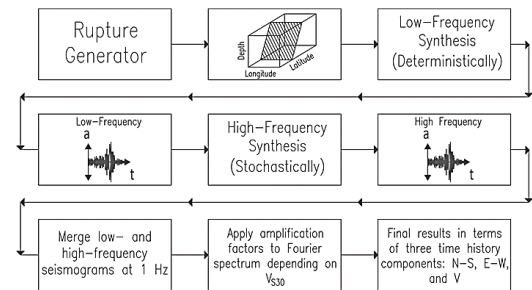 Rupture
Generator
Depth
Longitude
Latitude
Low-Frequency
Synthesis
(Deterministically)
Low-Frequency
a
t
High-Frequency
Synthesis
(Stochastically)
High Frequency
a
t
Merge low- and
high-frequency
seismograms at 1 Hz
Apply amplification
factors to Fourier
spectrum depending on
VS30
Final results in terms
of three time history
components: N-S, E-W,
and V